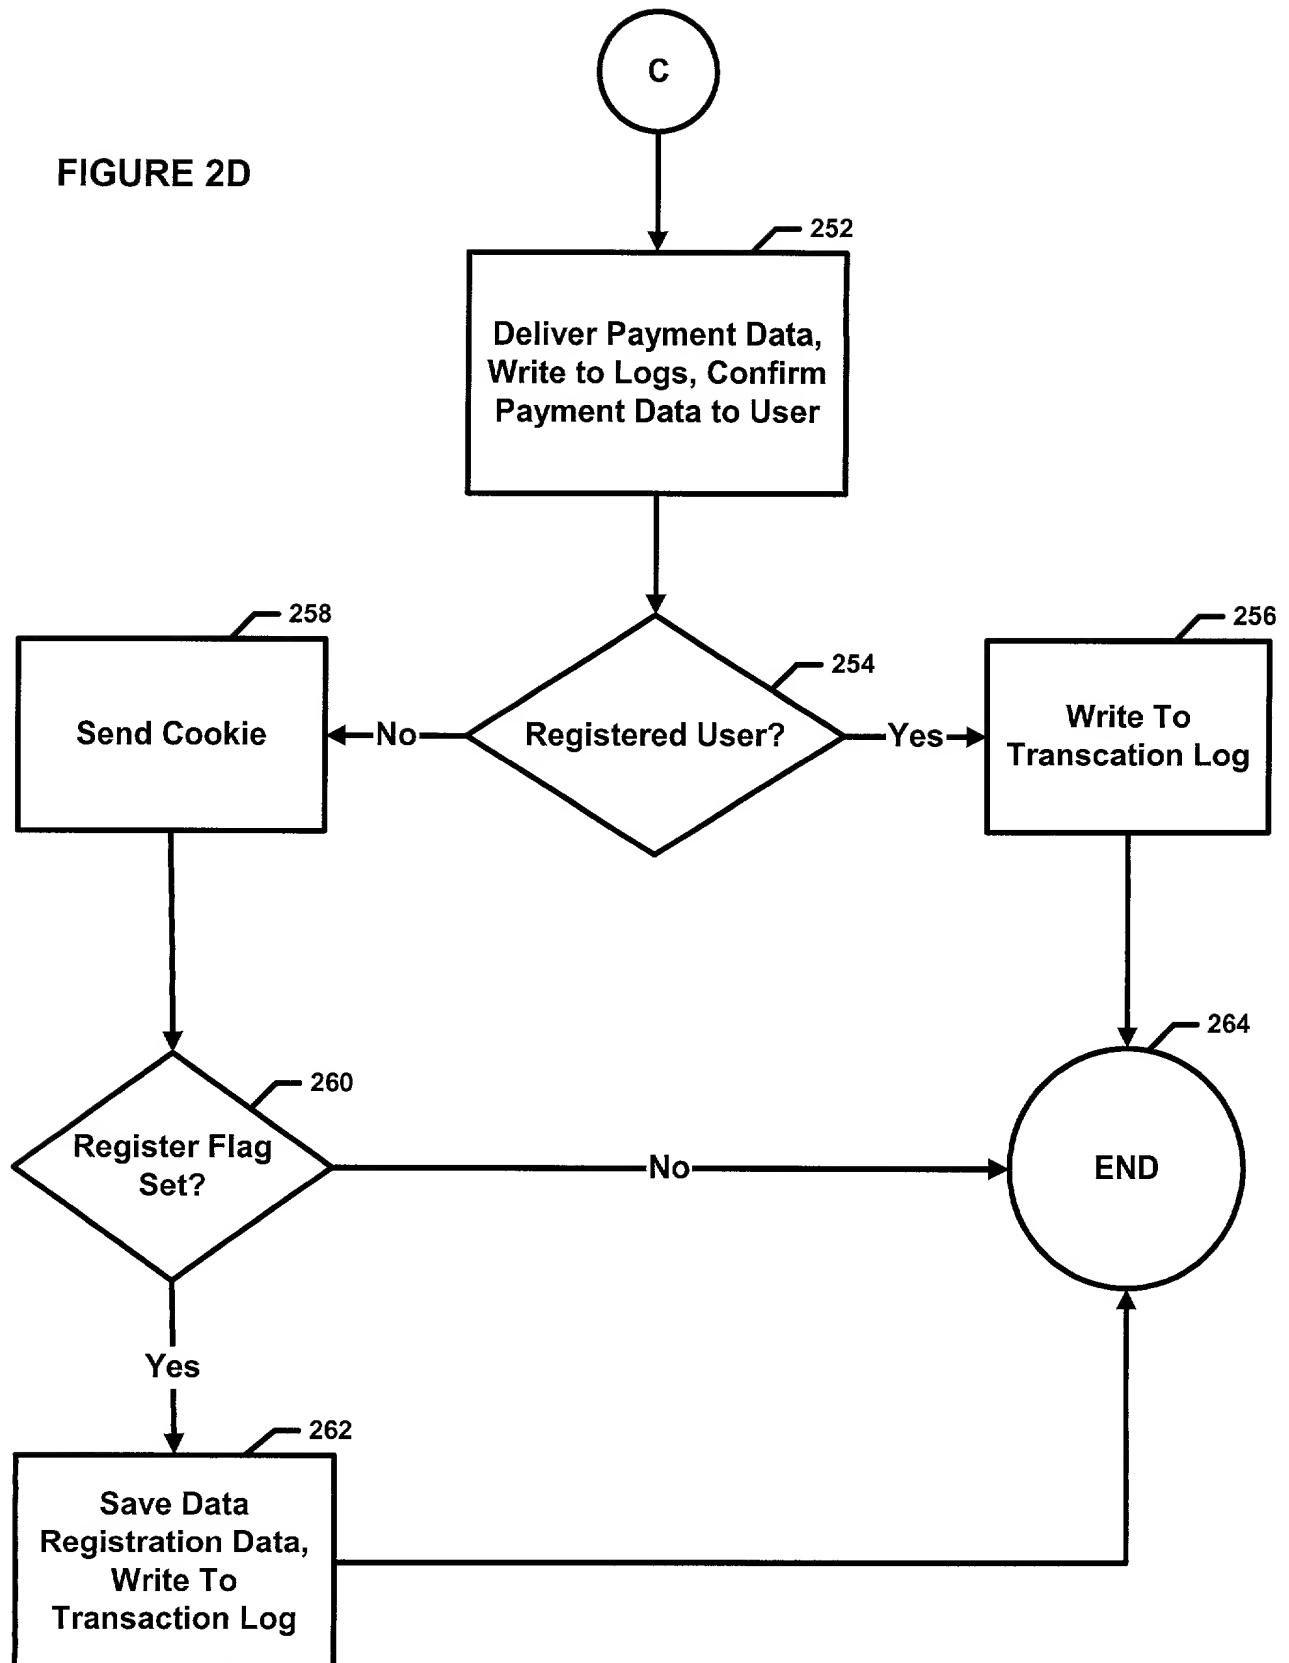 C
FIGURE 2D
252
Deliver Payment Data,
Write to Logs, Confirm
Payment Data to User
258
254
256
Send Cookie
No
Registered User?
Yes
Write To
Transcation Log
264
260
Register Flag
Set?
No
END
Yes
262
Save Data
Registration Data,
Write To
Transaction Log